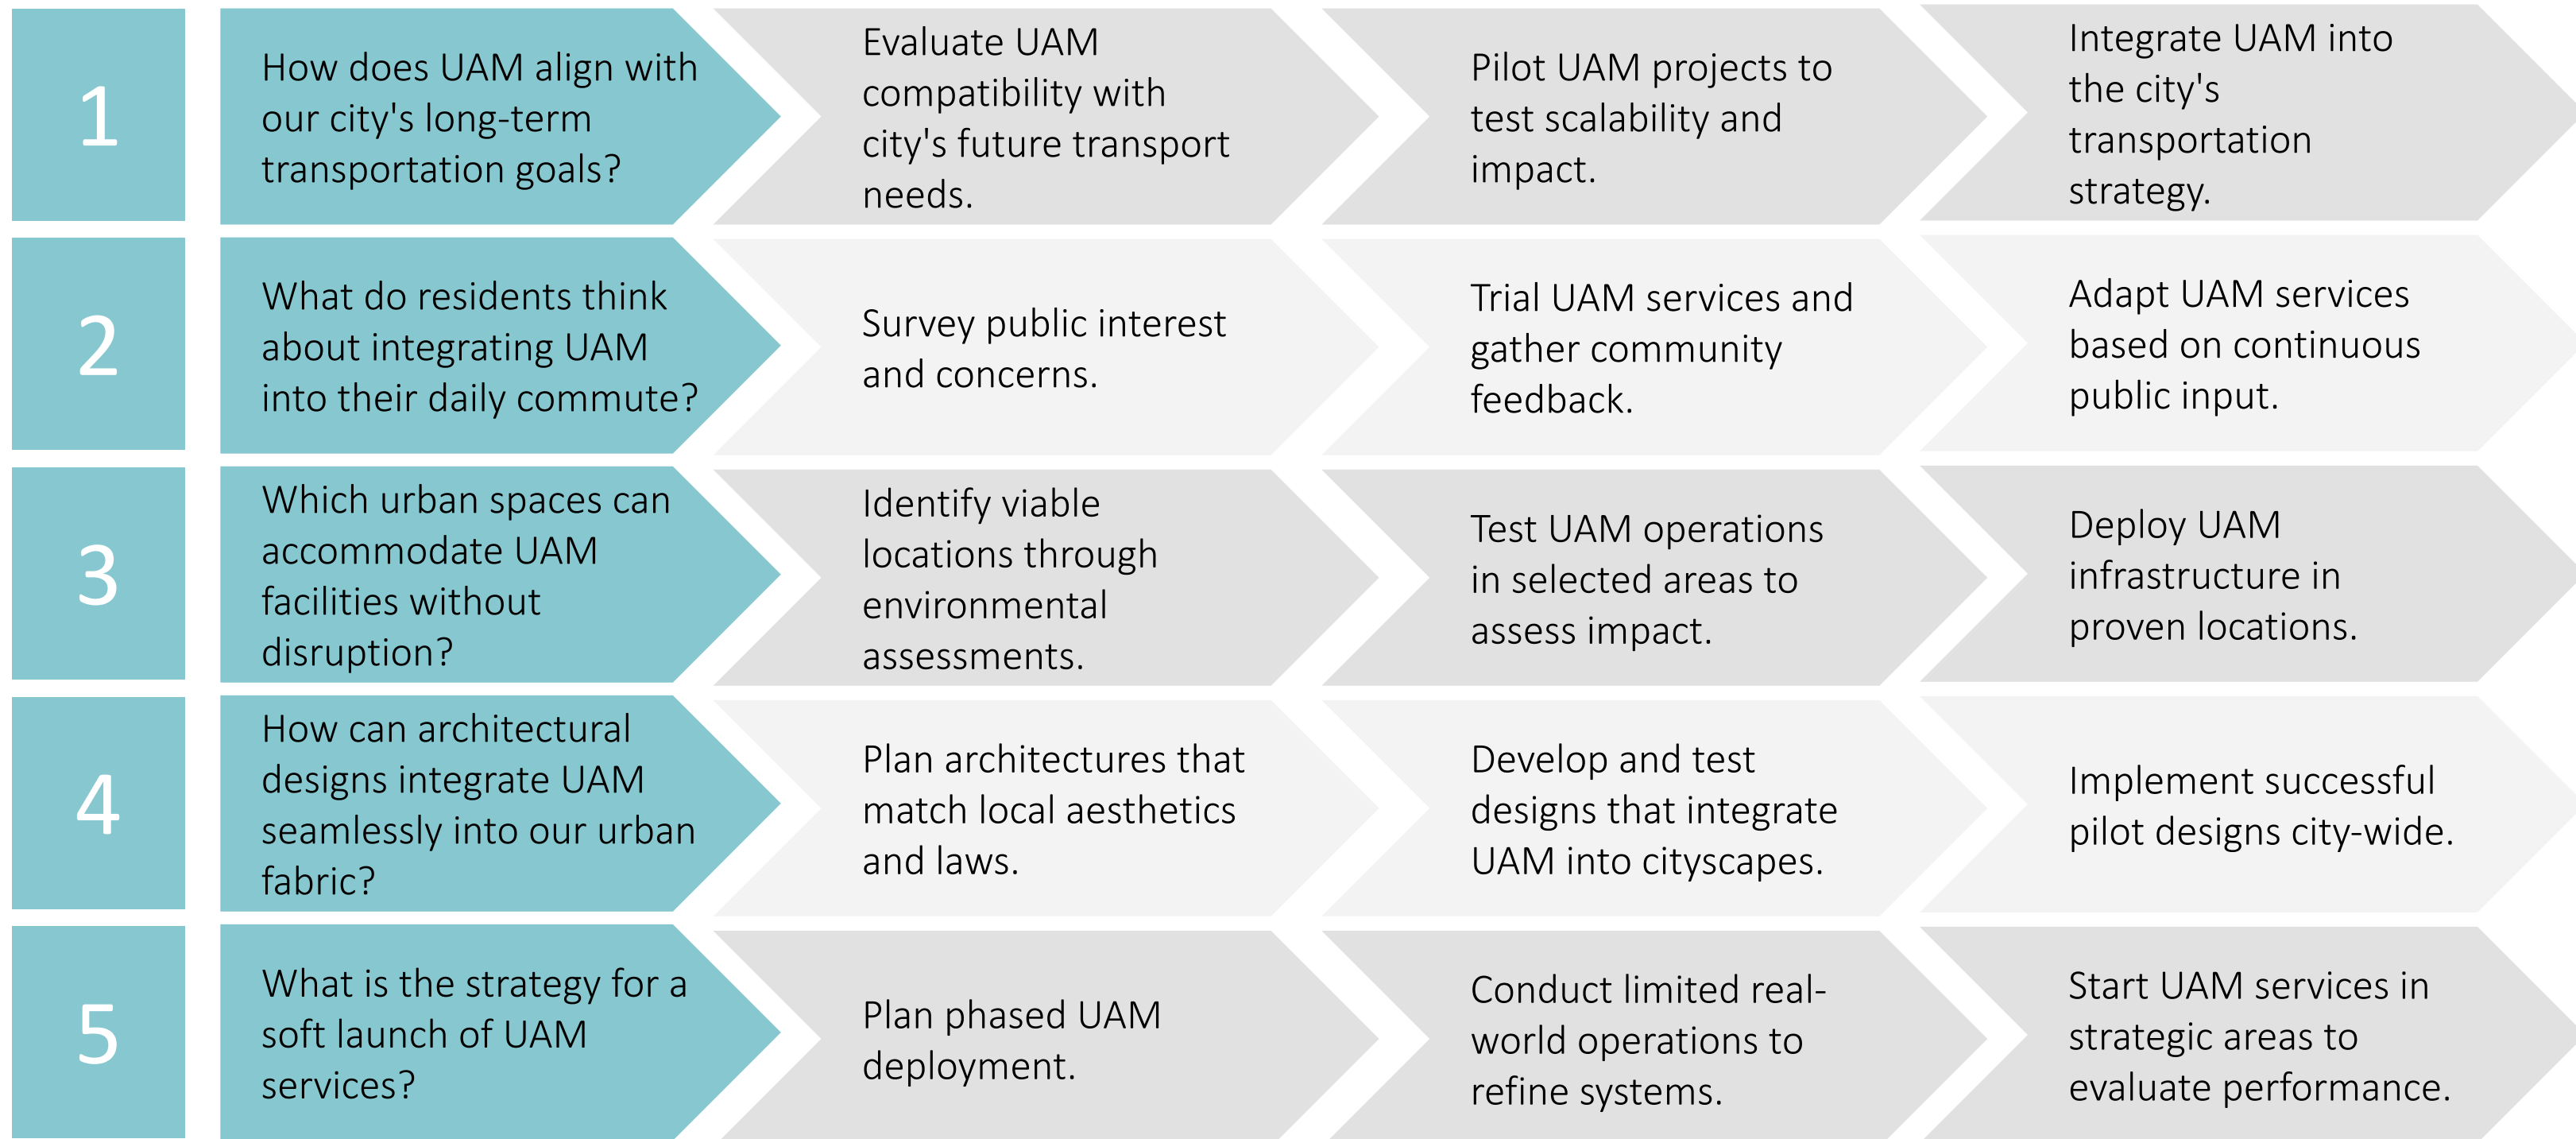 1
How does UAM align with
our city's long-term
transportation goals?
Evaluate UAM
compatibility with
city's future transport
needs.
Pilot UAM projects to
test scalability and
impact.
Integrate UAM into
the city's
transportation
strategy.
2
What do residents think
about integrating UAM
into their daily commute?
Survey public interest
and concerns.
Trial UAM services and
gather community
feedback.
Adapt UAM services
based on continuous
public input.
3
Which urban spaces can
accommodate UAM
facilities without
disruption?
Identify viable
locations through
environmental
assessments.
Test UAM operations
in selected areas to
assess impact.
Deploy UAM
infrastructure in
proven locations.
4
How can architectural
designs integrate UAM
seamlessly into our urban
fabric?
Plan architectures that
match local aesthetics
and laws.
Develop and test
designs that integrate
UAM into cityscapes.
Implement successful
pilot designs city-wide.
5
What is the strategy for a
soft launch of UAM
services?
Plan phased UAM
deployment.
Conduct limited real-
world operations to
refine systems.
Start UAM services in
strategic areas to
evaluate performance.